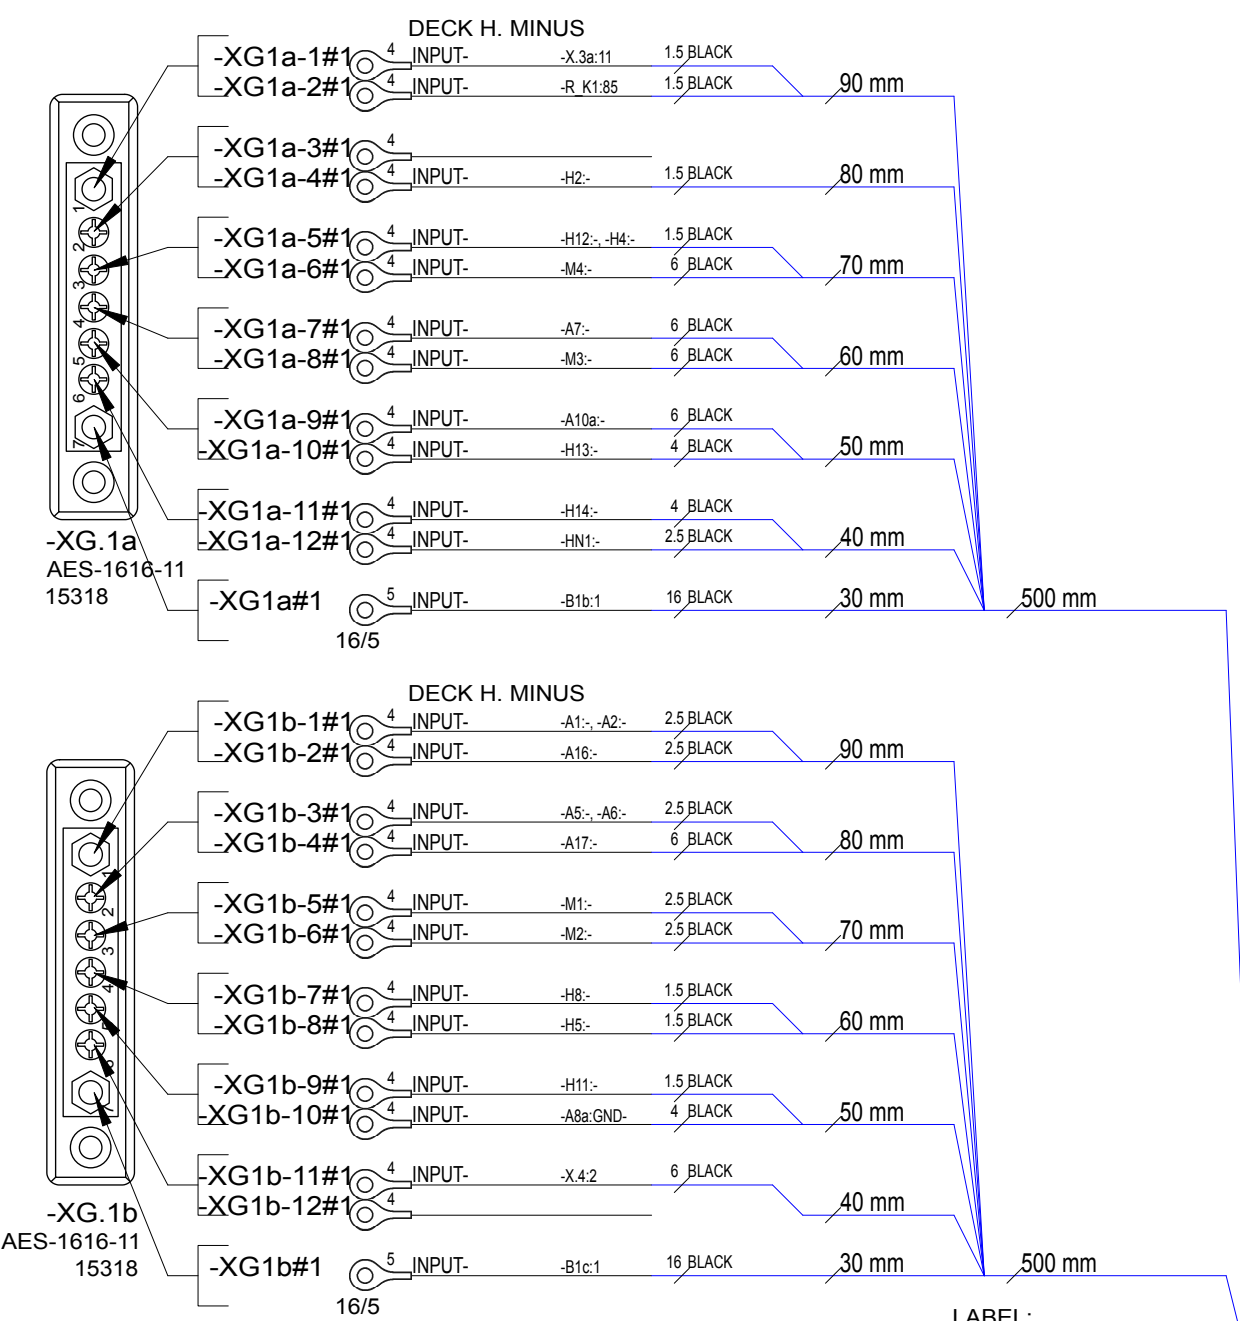 DECK H. MINUS
-XG1a-1#1 4 INPUT- -X.3a:11 1.5 BLACK
-XG1a-2#1 4 INPUT- -R_K1:85 1.5 BLACK 90 mm
-XG1a-3#1 4
-XG1a-4#1 4 INPUT- -H2:- 1.5 BLACK 80 mm
-XG1a-5#1 4 INPUT- -H12:-, -H4:- 1.5 BLACK
-XG1a-6#1 4 INPUT- -M4:- 6 BLACK 70 mm
-XG1a-7#1 4 INPUT- -A7:- 6 BLACK
-XG1a-8#1 4 INPUT- -M3:- 6 BLACK 60 mm
-XG1a-9#1 4 INPUT- -A10a:- 6 BLACK
-XG1a-10#1 4 INPUT- -H13:- 4 BLACK 50 mm
-XG1a-11#1 4 INPUT- -H14:- 4 BLACK
-XG1a-12#1 4 INPUT- -HN1:- 2.5 BLACK 40 mm
-XG1a#1 5 INPUT- -B1b:1 16 BLACK 30 mm 500 mm
16/5
1
2
3
4
5
6
7
-XG.1a
AES-1616-11
15318
DECK H. MINUS
-XG1b-1#1 4 INPUT- -A1:-, -A2:- 2.5 BLACK
-XG1b-2#1 4 INPUT- -A16:- 2.5 BLACK 90 mm
-XG1b-3#1 4 INPUT- -A5:-, -A6:- 2.5 BLACK
-XG1b-4#1 4 INPUT- -A17:- 6 BLACK 80 mm
-XG1b-5#1 4 INPUT- -M1:- 2.5 BLACK
-XG1b-6#1 4 INPUT- -M2:- 2.5 BLACK 70 mm
-XG1b-7#1 4 INPUT- -H8:- 1.5 BLACK
-XG1b-8#1 4 INPUT- -H5:- 1.5 BLACK 60 mm
-XG1b-9#1 4 INPUT- -H11:- 1.5 BLACK
-XG1b-10#1 4 INPUT- -A8a:GND- 4 BLACK 50 mm
-XG1b-11#1 4 INPUT- -X.4:2 6 BLACK
-XG1b-12#1 4 40 mm
-XG1b#1 5 INPUT- -B1c:1 16 BLACK 30 mm 500 mm
16/5
2
3
4
-XG.1b
AES-1616-11
15318
LABEL: